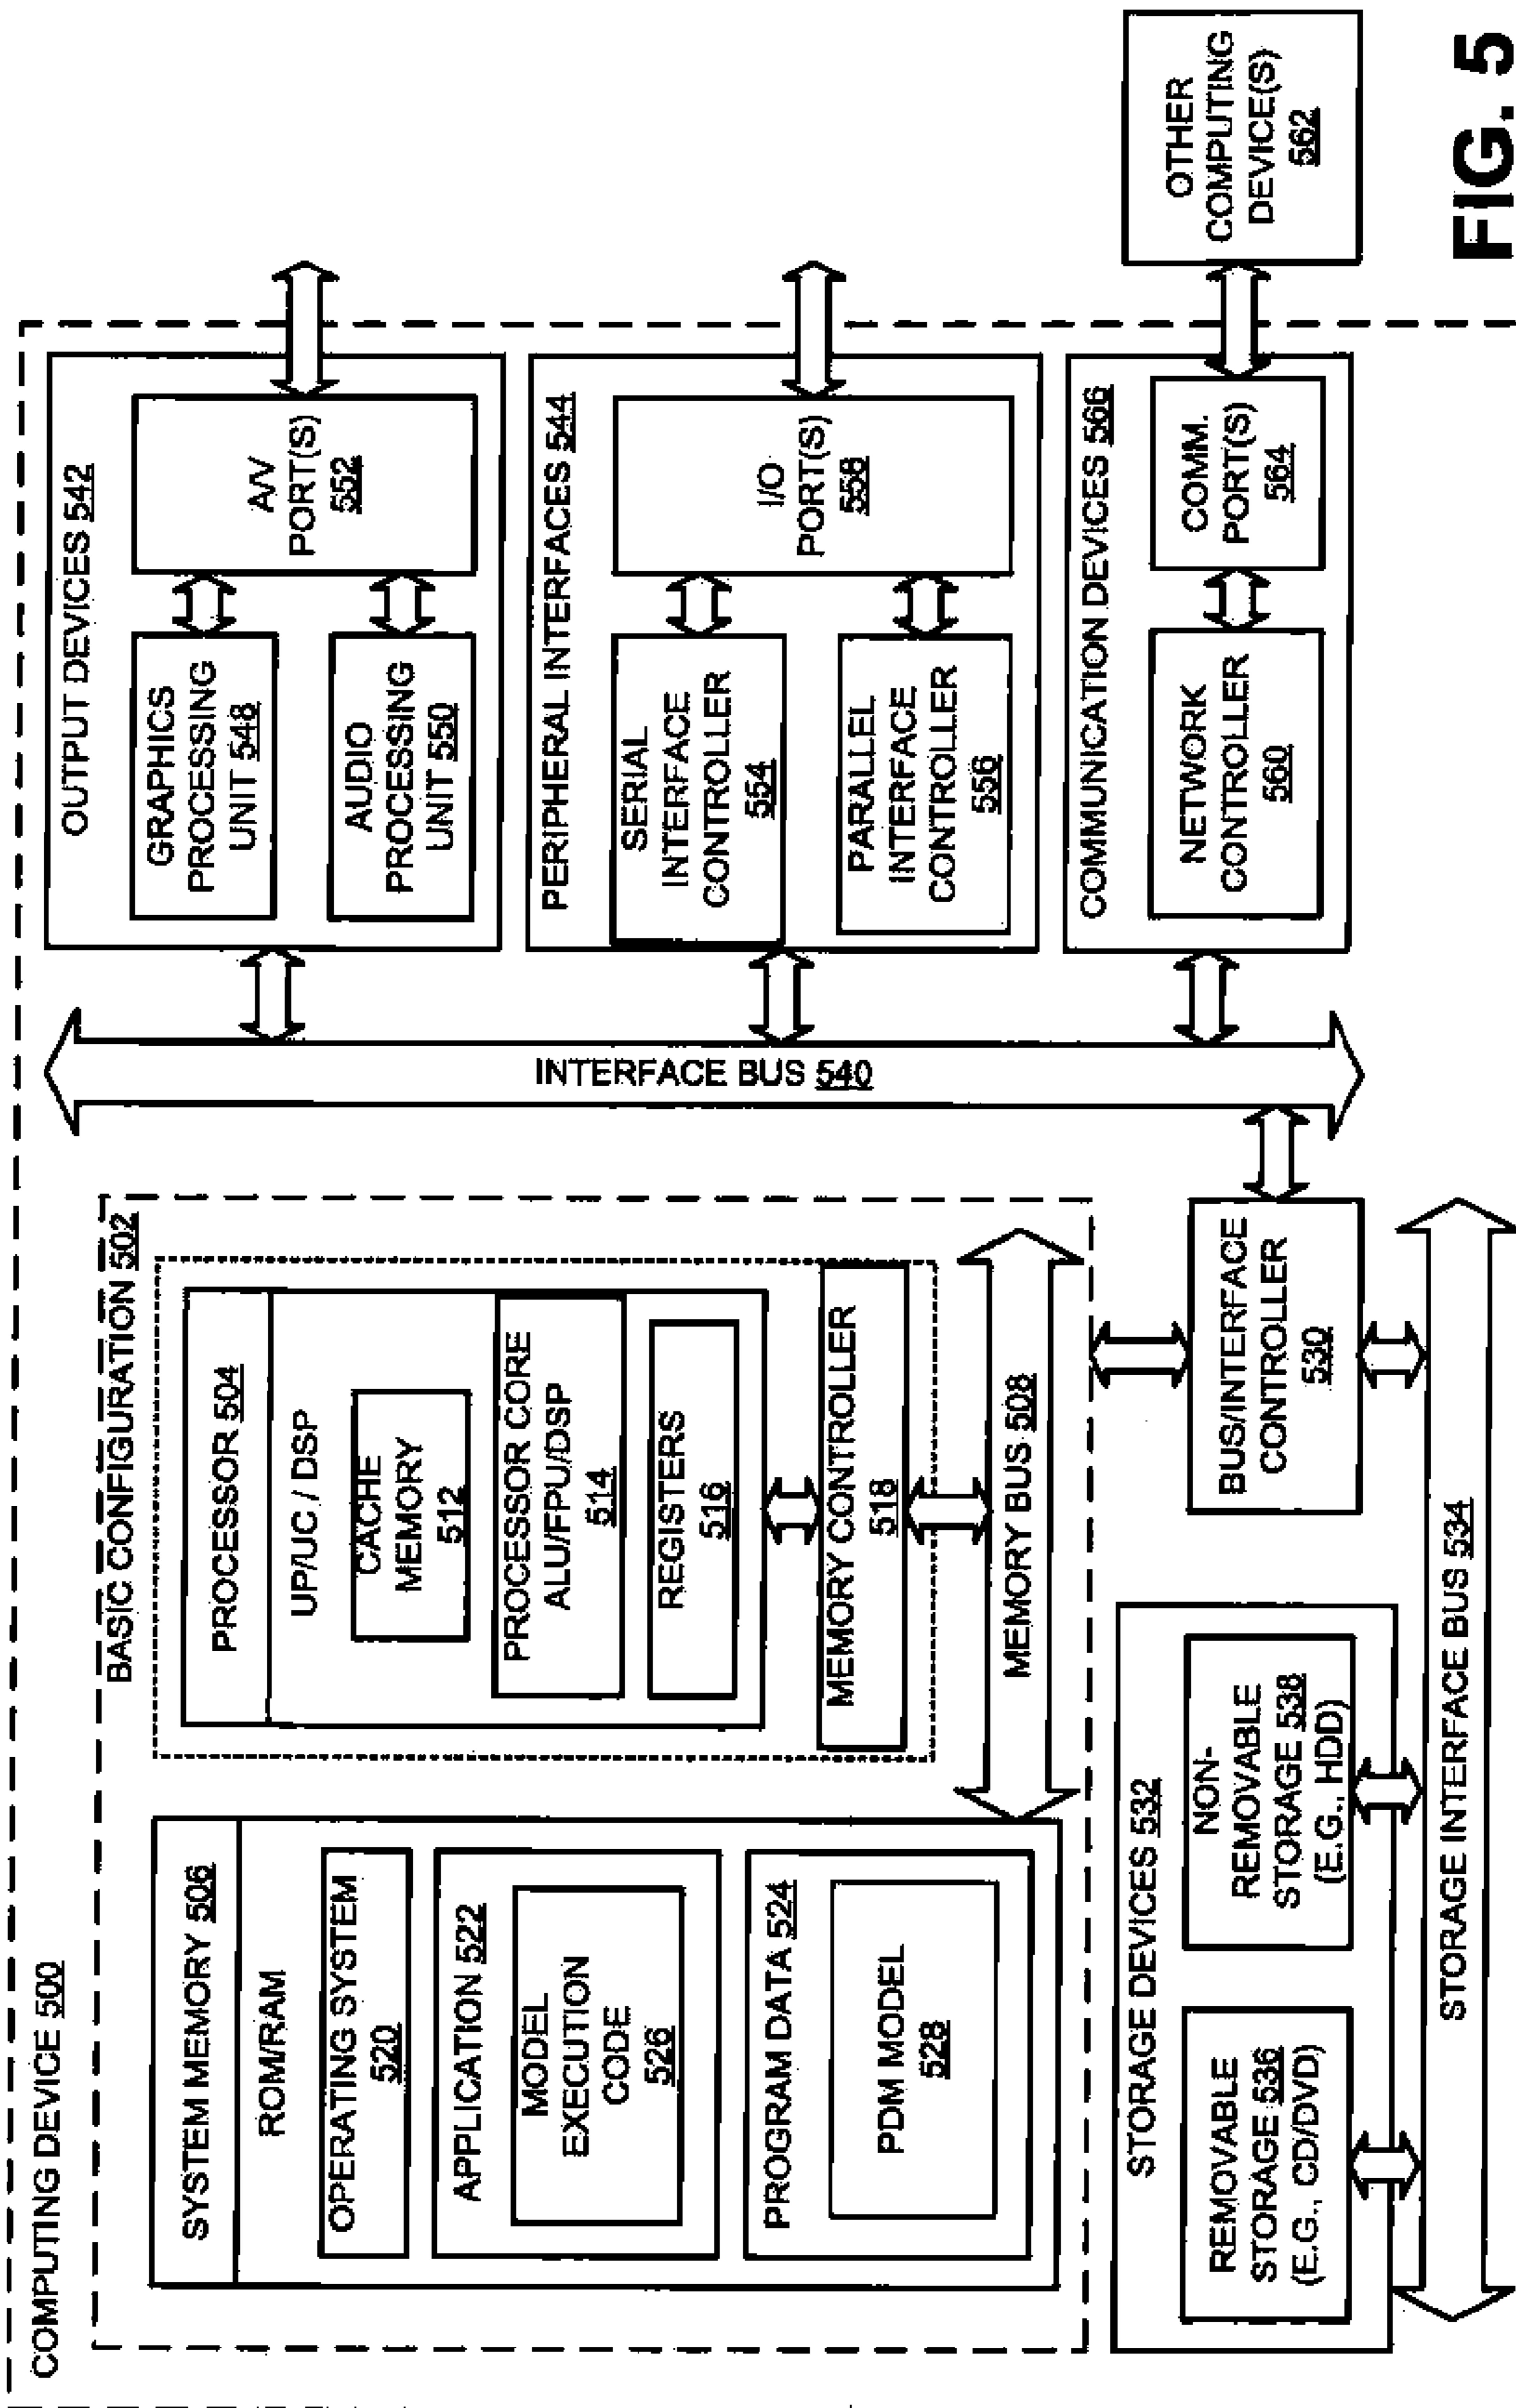 COMPUTING DEVICE 500
BASIC CONFIGURATION 502
SYSTEM MEMORY 506
ROM/RAM
OPERATING SYSTEM
520
APPLICATION 522
MODEL
EXECUTION
CODE
526
PROGRAM DATA 524
PDM MODEL
528
PROCESSOR 504
UP/UC / DSP
CACHE
MEMORY
512
PROCESSOR CORE
ALU/FPU/DSP
514
REGISTERS
516
MEMORY CONTROLLER
518
MEMORY BUS 508
BUS/INTERFACE
CONTROLLER
530
STORAGE DEVICES 532
REMOVABLE
STORAGE 536
(E.G., CD/DVD)
NON-
REMOVABLE
STORAGE 538
(E.G., HDD)
STORAGE INTERFACE BUS 534
INTERFACE BUS 540
OUTPUT DEVICES 542
GRAPHICS
PROCESSING
UNIT 548
AUDIO
PROCESSING
UNIT 550
A/V
PORT(S)
552
PERIPHERAL INTERFACES 544
SERIAL
INTERFACE
CONTROLLER
554
PARALLEL
INTERFACE
CONTROLLER
556
I/O
PORT(S)
558
COMMUNICATION DEVICES 566
NETWORK
CONTROLLER
560
COMM.
PORT(S)
564
OTHER
COMPUTING
DEVICE(S)
562
FIG. 5